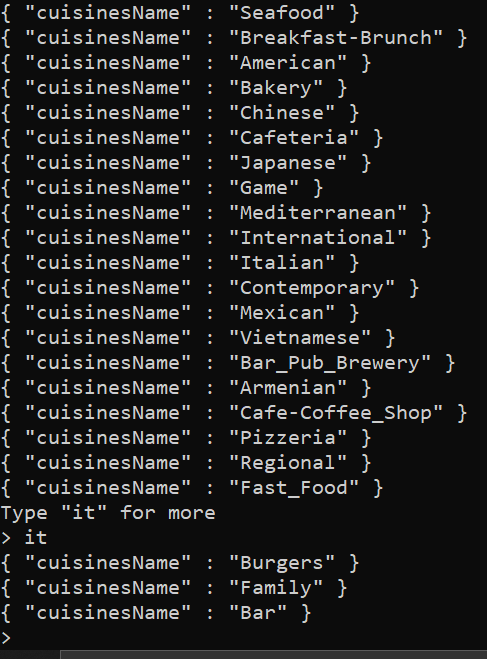 { "cuisinesName" : "Seafood" }
{ "cuisinesName" : "Breakfast-Brunch" }
{ "cuisinesName" : "American" }
{ "cuisinesName" : "Bakery" }
{ "cuisinesName" : "Chinese" }
{ "cuisinesName" : "Cafeteria" }
{ "cuisinesName" : "Japanese" }
{ "cuisinesName" : "Game" }
{ "cuisinesName" : "Mediterranean" }
{ "cuisinesName" : "International" }
{ "cuisinesName" : "Italian" }
{ "cuisinesName" : "Contemporary" }
{ "cuisinesName" : "Mexican" }
{ "cuisinesName" : "Vietnamese" }
{ "cuisinesName" : "Bar_Pub_Brewery" }
{ "cuisinesName" : "Armenian" }
{ "cuisinesName" : "Cafe-Coffee_Shop" }
{ "cuisinesName" : "Pizzeria" }
{ "cuisinesName" : "Regional" }
{ "cuisinesName" : "Fast_Food" }
Type "it" for more
> it
{ "cuisinesName" : "Burgers" }
{ "cuisinesName" : "Family" }
{ "cuisinesName" : "Bar" }
>